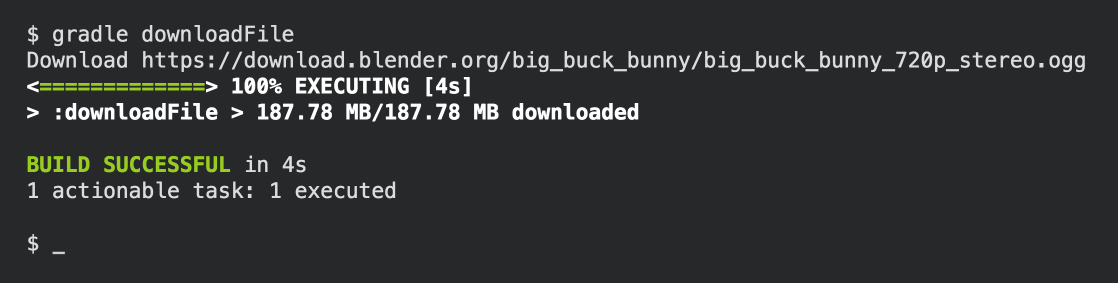 $ gradle downloadFile
Download https://download.blender.org/big_buck_bunny/big_buck_bunny_720p_stereo.ogg
<=============> 100% EXECUTING [4s]
> :downloadFile > 187.78 MB/187.78 MB downloaded
BUILD SUCCESSFUL in 4s
1 actionable task: 1 executed
$ _